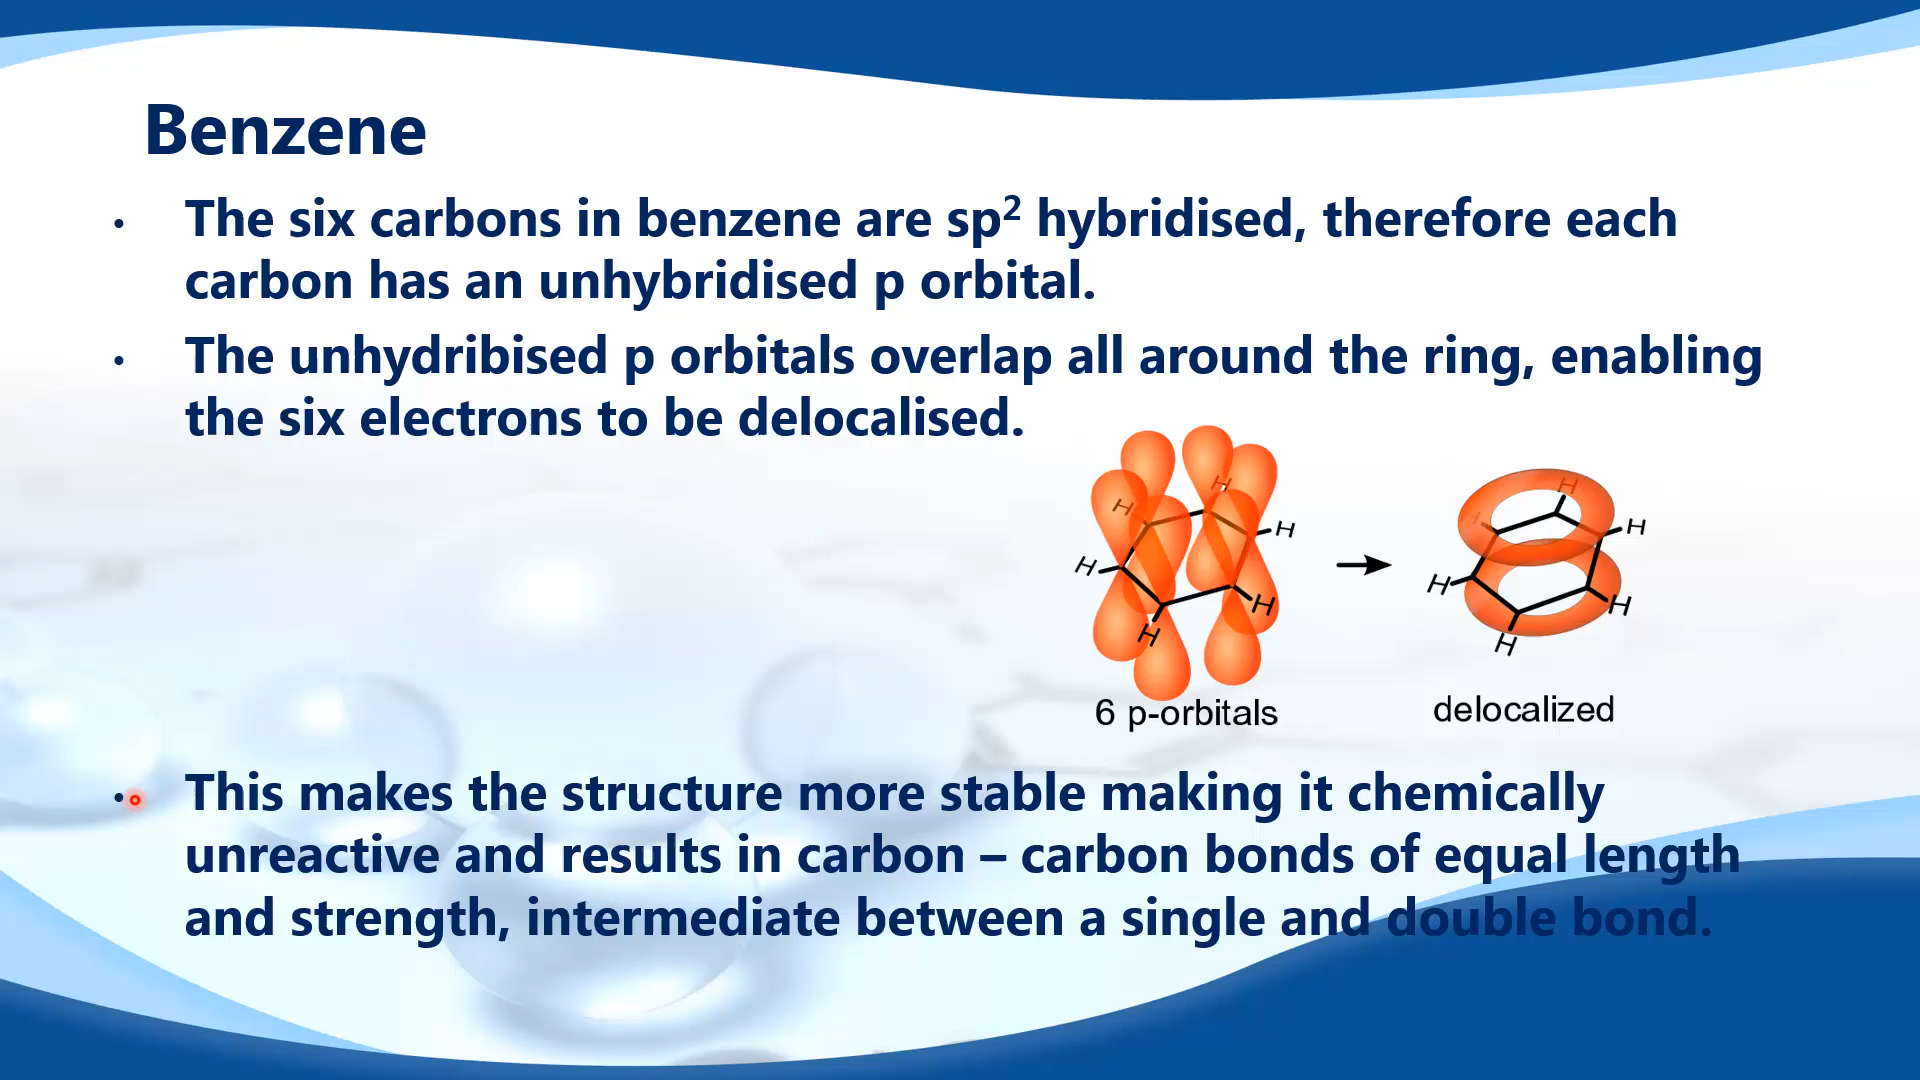 Benzene
• The six carbons in benzene are sp² hybridised, therefore each
carbon has an unhybridised p orbital.
• The unhydribised p orbitals overlap all around the ring, enabling
the six electrons to be delocalised.
H H H H H H
H H H H H H
6 p-orbitals
delocalized
• This makes the structure more stable making it chemically
unreactive and results in carbon – carbon bonds of equal length
and strength, intermediate between a single and double bond.